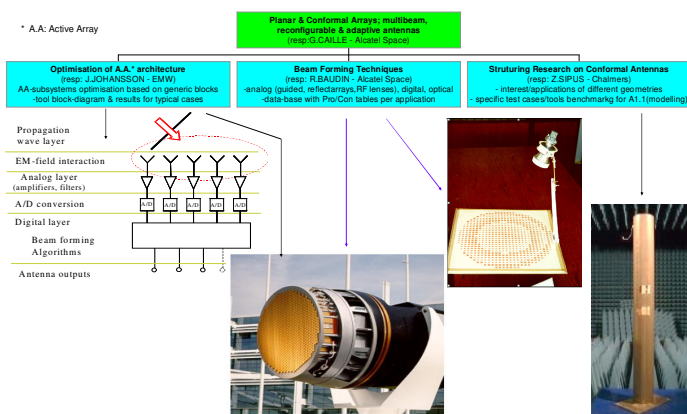 * A.A: Active Array
Planar & Conformal Arrays; multibeam,
reconfigurable & adaptive antennas
(resp:G.CAILLE - Alcatel Space)
Optimisation of A.A.* architecture
(resp: J.JOHANSSON - EMW)
AA-subsystems optimisation based on generic blocks
-tool block-diagram & results for typical cases
Beam Forming Techniques
(resp: R.BAUDIN - Alcatel Space)
-analog (guided, reflectarrays,RF lenses), digital, optical
-data-base with Pro/Con tables per application
Struturing Research on Conformal Antennas
(resp: Z.SIPUS - Chalmers)
- interest/applications of different geometries
- specific test cases/tools benchmarkg for A1.1(modelling)
Propagation
wave layer
EM-field interaction
Analog layer
(amplifiers, filters)
A/D conversion
A/D A/D A/D A/D A/D
Digital layer
Beam forming
Algorithms
Antenna outputs